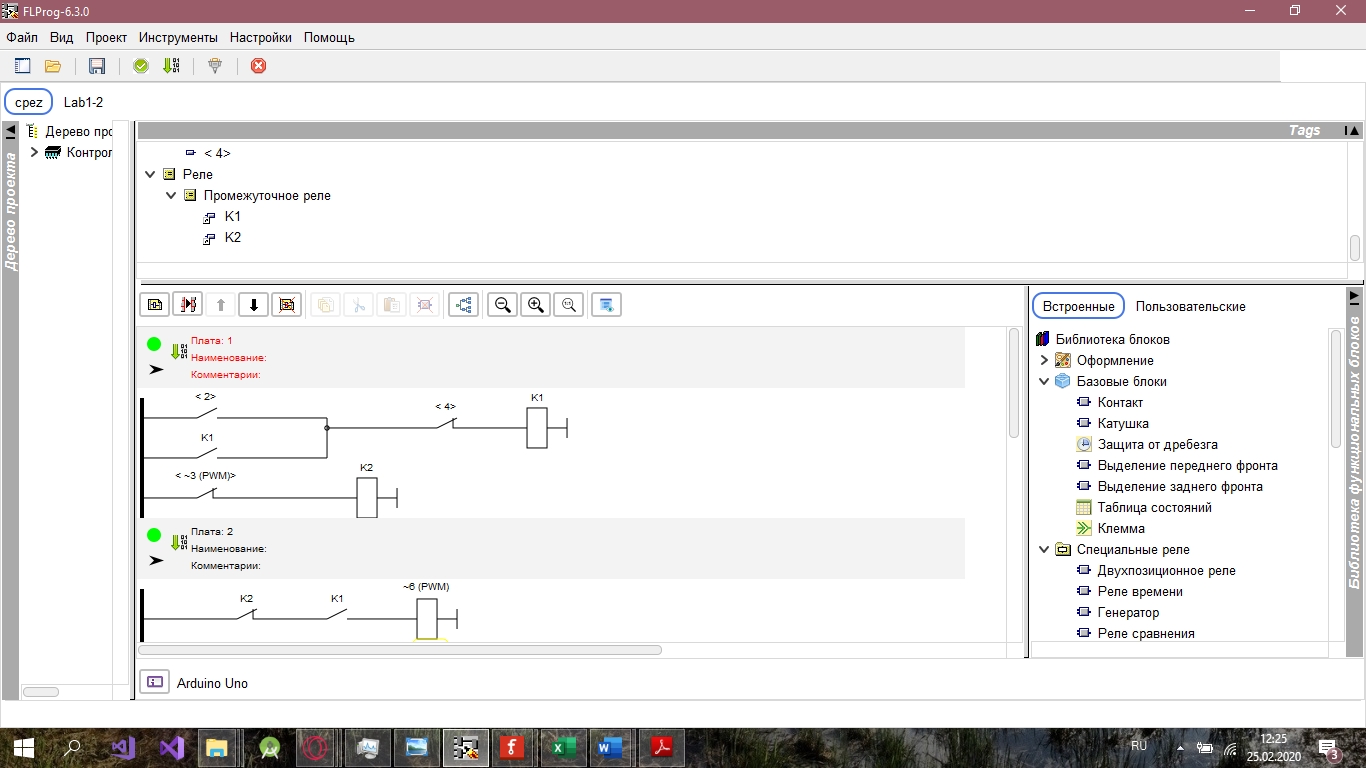 FLProg-6.3.0
Файл Вид Проект Инструменты Настройки Помощь
cpez Lab1-2
Tags
Дерево проекта
Дерево про
Контрол
< 4>
Реле
Промежуточное реле
K1
K2
Плата: 1
Наименование:
Комментарии:
< 2>
< 4>
K1
K1
< ~3 (PWM)>
K2
Плата: 2
Наименование:
Комментарии:
K2
K1
~6 (PWM)
Встроенные Пользовательские
Библиотека блоков
Оформление
Базовые блоки
Контакт
Катушка
Защита от дребезга
Выделение переднего фронта
Выделение заднего фронта
Таблица состояний
Клемма
Специальные реле
Двухпозиционное реле
Реле времени
Генератор
Реле сравнения
Библиотека функциональных блоков
Arduino Uno
RU
12:25
25.02.2020
3